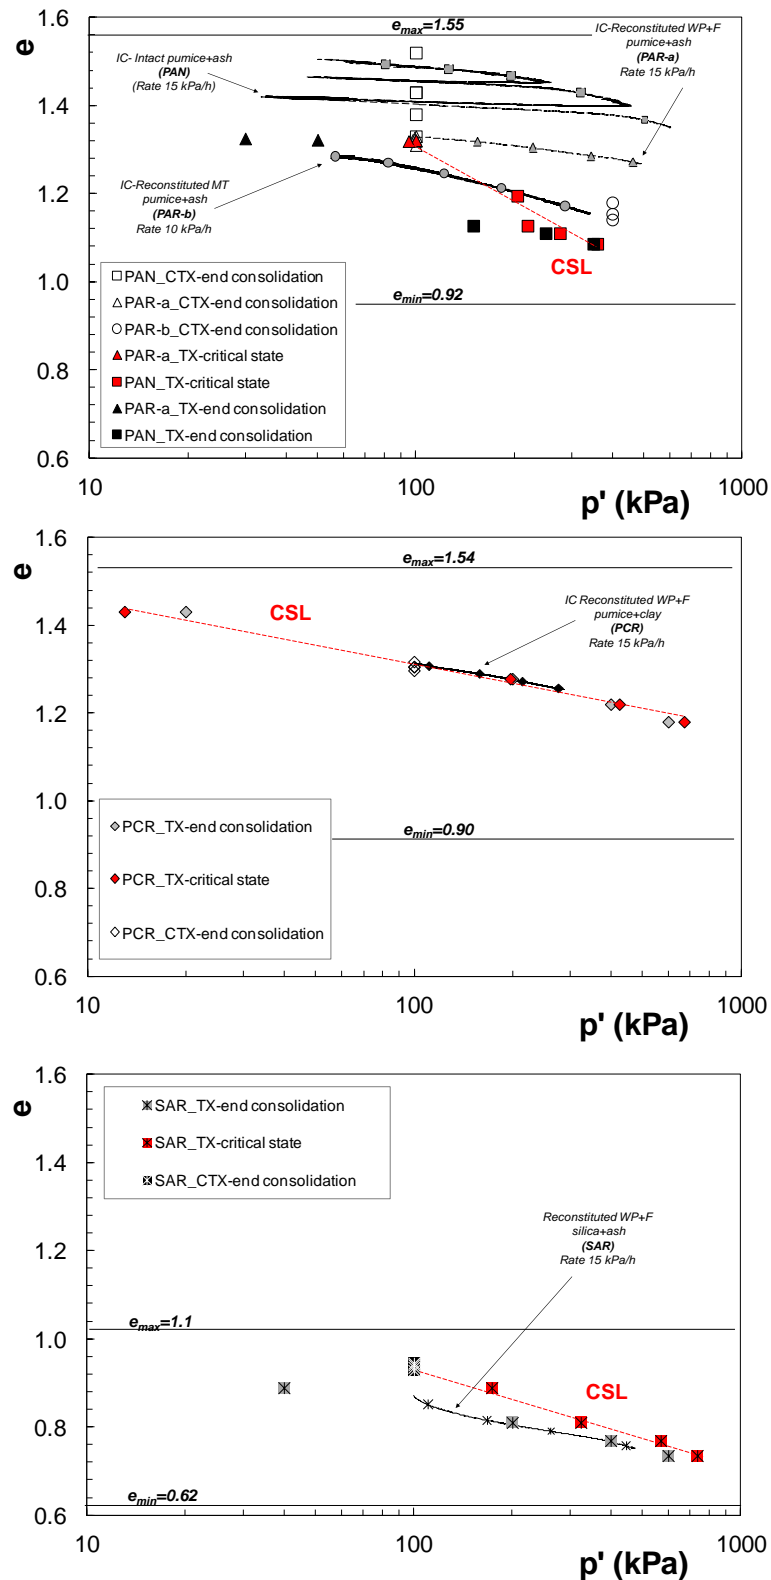 e
1.6
1.4
1.2
1.0
0.8
0.6
10
100
1000
p' (kPa)
emax=1.55
IC-Reconstituted WP+F
pumice+ash
(PAR-a)
Rate 15 kPa/h
IC- Intact pumice+ash
(PAN)
(Rate 15 kPa/h)
IC-Reconstituted MT
pumice+ash
(PAR-b)
Rate 10 kPa/h
CSL
emin=0.92
PAN_CTX-end consolidation
PAR-a_CTX-end consolidation
PAR-b_CTX-end consolidation
PAR-a_TX-critical state
PAN_TX-critical state
PAR-a_TX-end consolidation
PAN_TX-end consolidation
e
1.6
1.4
1.2
1.0
0.8
0.6
10
100
1000
p' (kPa)
emax=1.54
CSL
IC Reconstituted WP+F
pumice+clay
(PCR)
Rate 15 kPa/h
emin=0.90
PCR_TX-end consolidation
PCR_TX-critical state
PCR_CTX-end consolidation
e
1.6
1.4
1.2
1.0
0.8
0.6
10
100
1000
p' (kPa)
SAR_TX-end consolidation
SAR_TX-critical state
SAR_CTX-end consolidation
Reconstituted WP+F
silica+ash
(SAR)
Rate 15 kPa/h
emax=1.1
CSL
emin=0.62